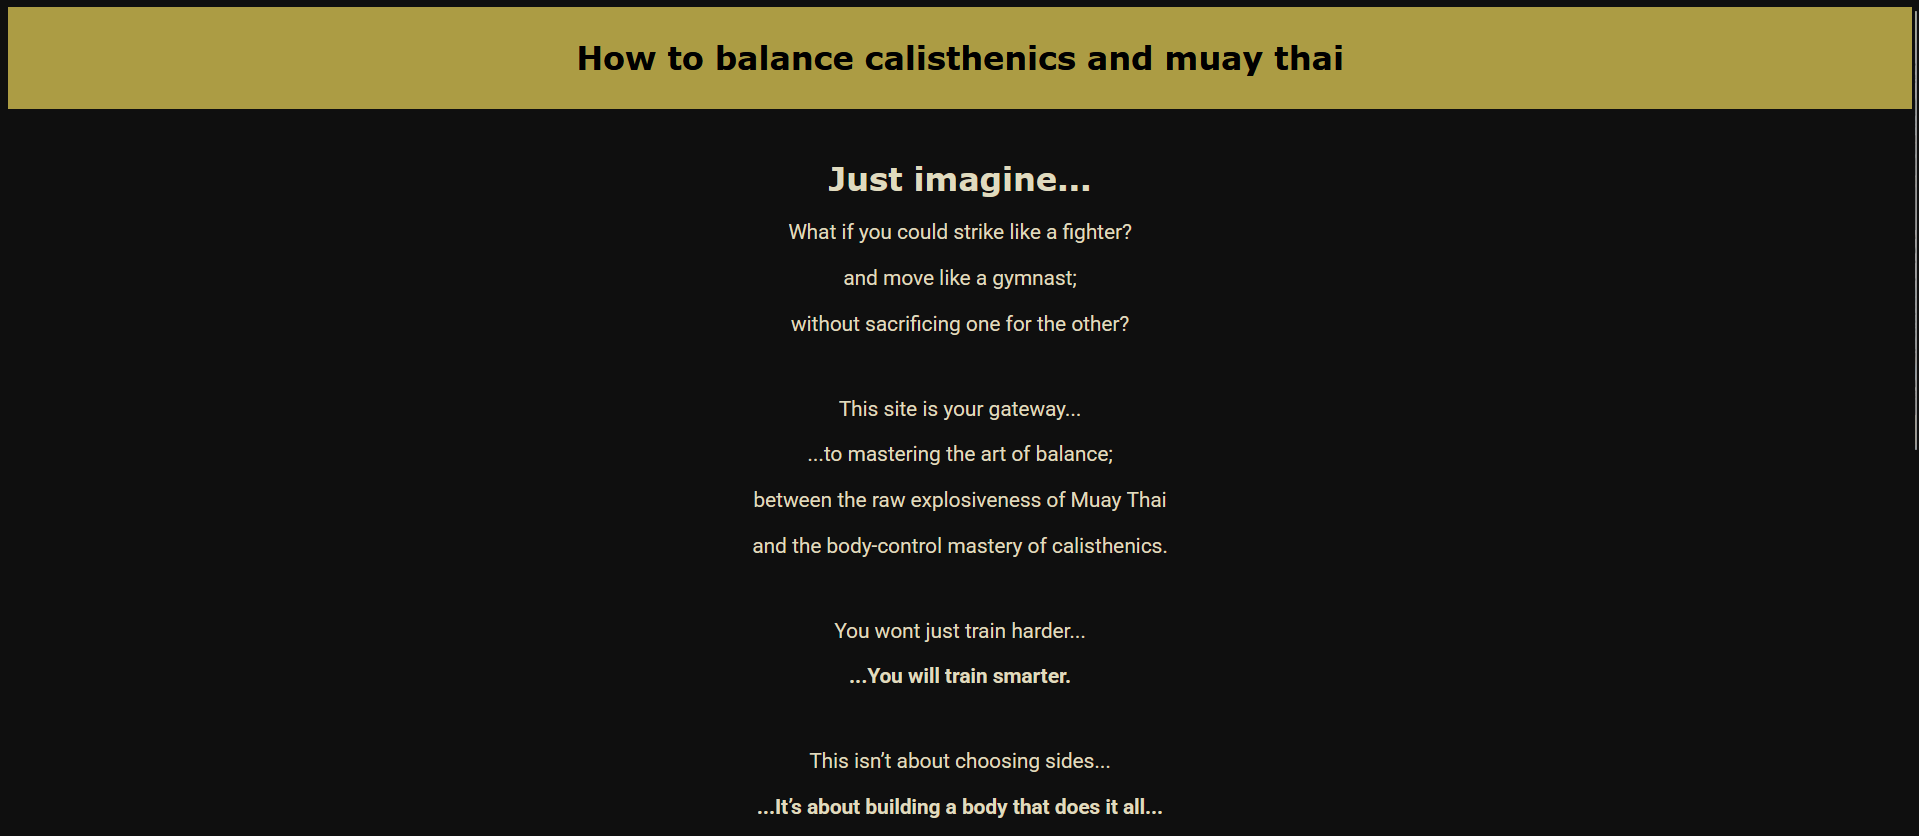 How to balance calisthenics and muay thai
Just imagine...
What if you could strike like a fighter?
and move like a gymnast;
without sacrificing one for the other?
This site is your gateway...
...to mastering the art of balance;
between the raw explosiveness of Muay Thai
and the body-control mastery of calisthenics.
You wont just train harder...
...You will train smarter.
This isn’t about choosing sides...
...It’s about building a body that does it all...